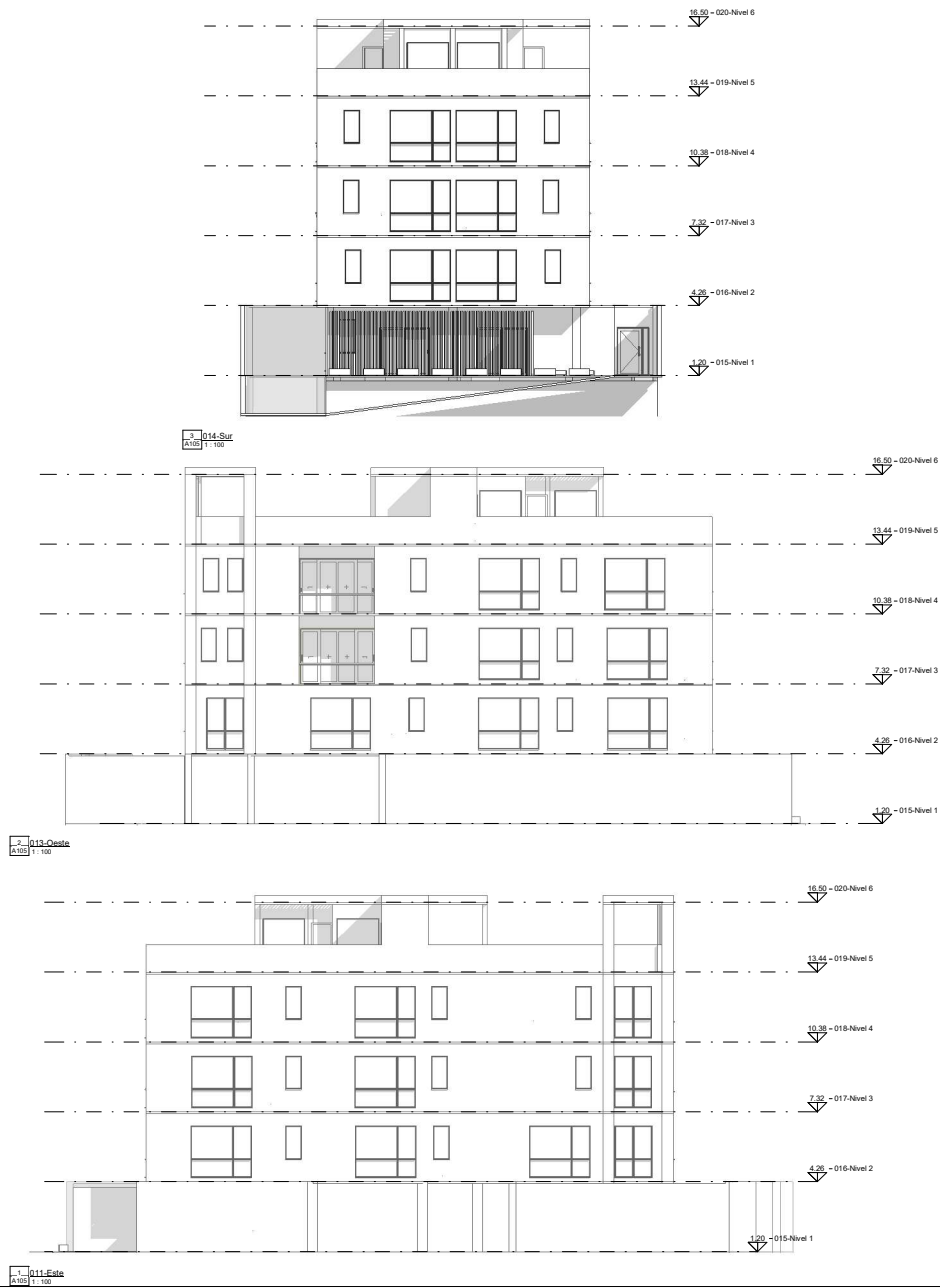 16.50 – 020-Nivel 6
13.44 – 019-Nivel 5
10.38 – 018-Nivel 4
7.32 – 017-Nivel 3
4.26 – 016-Nivel 2
1.20 – 015-Nivel 1
3 014-Sur
A105 1 : 100
16.50 – 020-Nivel 6
13.44 – 019-Nivel 5
10.38 – 018-Nivel 4
7.32 – 017-Nivel 3
4.26 – 016-Nivel 2
1.20 – 015-Nivel 1
2 013-Oeste
A105 1 : 100
16.50 – 020-Nivel 6
13.44 – 019-Nivel 5
10.38 – 018-Nivel 4
7.32 – 017-Nivel 3
4.26 – 016-Nivel 2
1.20 – 015-Nivel 1
1 011-Este
A105 1 : 100